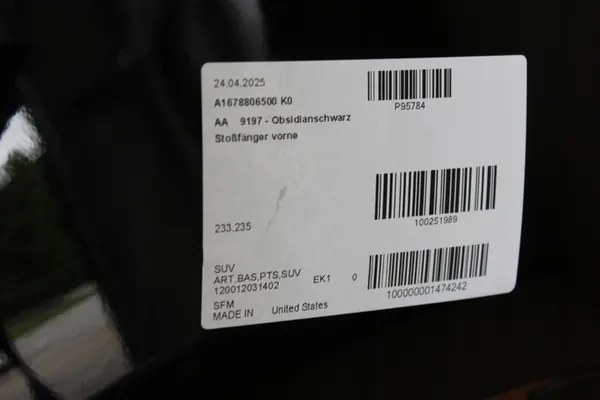 24.04.2025
A1678806500 K0
P95784
AA 9197 - Obsidianschwarz
Stoßfänger vorne
233,235
100251989
SUV
ART,BAS,PTS,SUV
120012031402 EK1 0
100000001474242
SFM
MADE IN United States